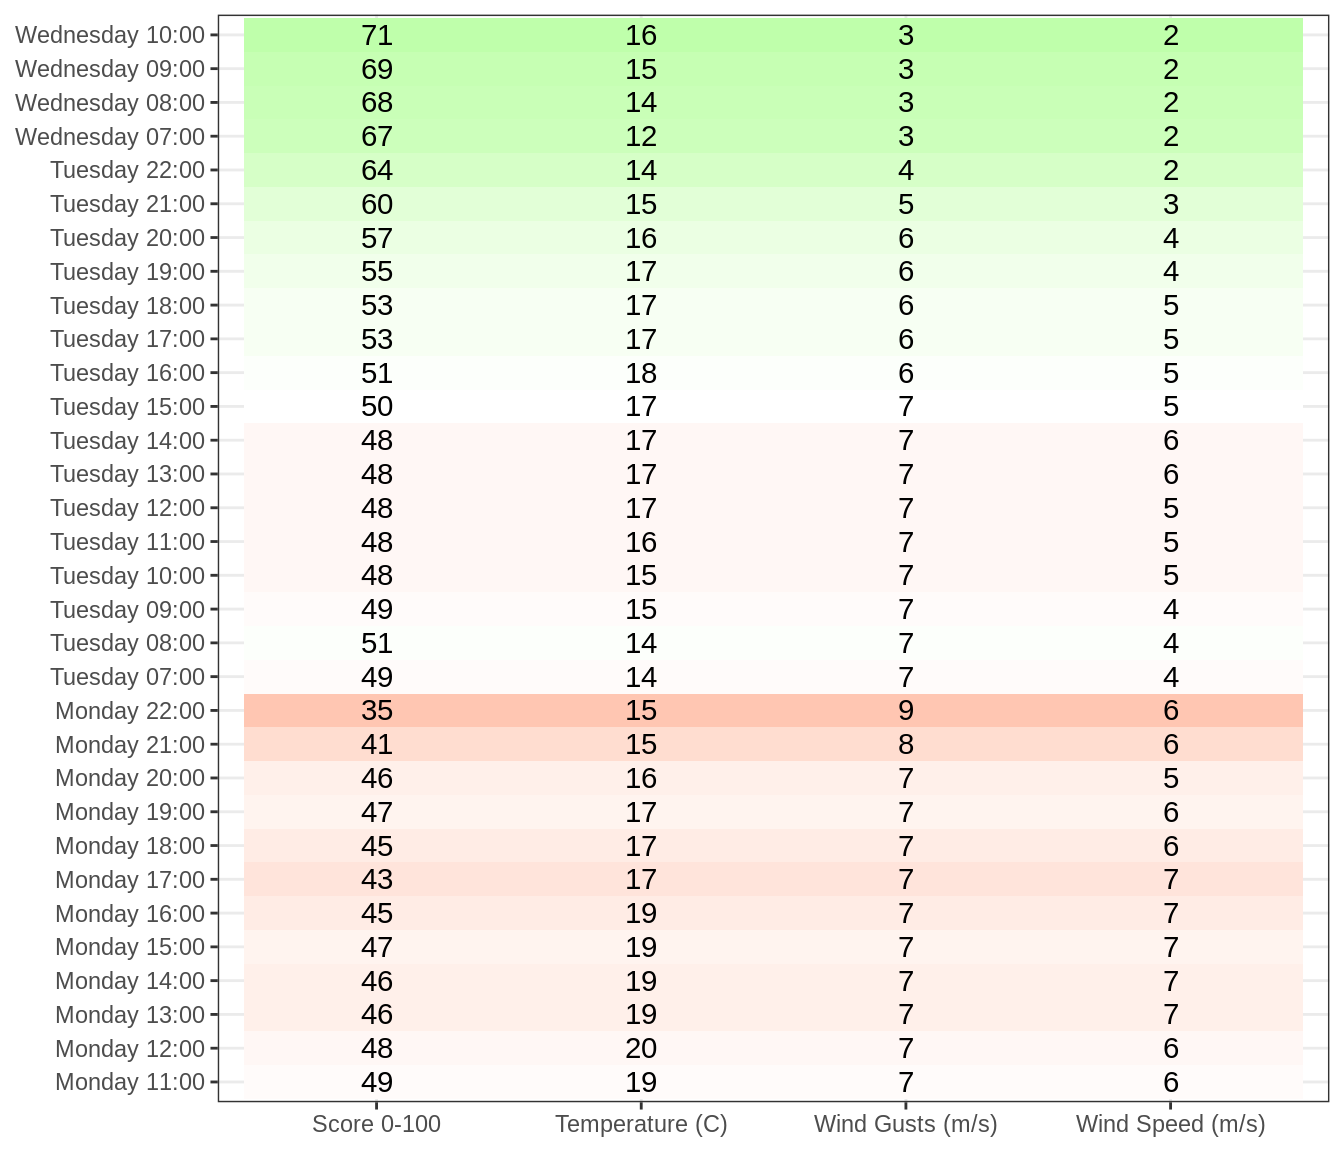 Wednesday 10:00 71 16 3 2
Wednesday 09:00 69 15 3 2
Wednesday 08:00 68 14 3 2
Wednesday 07:00 67 12 3 2
Tuesday 22:00 64 14 4 2
Tuesday 21:00 60 15 5 3
Tuesday 20:00 57 16 6 4
Tuesday 19:00 55 17 6 4
Tuesday 18:00 53 17 6 5
Tuesday 17:00 53 17 6 5
Tuesday 16:00 51 18 6 5
Tuesday 15:00 50 17 7 5
Tuesday 14:00 48 17 7 6
Tuesday 13:00 48 17 7 6
Tuesday 12:00 48 17 7 5
Tuesday 11:00 48 16 7 5
Tuesday 10:00 48 15 7 5
Tuesday 09:00 49 15 7 4
Tuesday 08:00 51 14 7 4
Tuesday 07:00 49 14 7 4
Monday 22:00 35 15 9 6
Monday 21:00 41 15 8 6
Monday 20:00 46 16 7 5
Monday 19:00 47 17 7 6
Monday 18:00 45 17 7 6
Monday 17:00 43 17 7 7
Monday 16:00 45 19 7 7
Monday 15:00 47 19 7 7
Monday 14:00 46 19 7 7
Monday 13:00 46 19 7 7
Monday 12:00 48 20 7 6
Monday 11:00 49 19 7 6
Score 0-100 Temperature (C) Wind Gusts (m/s) Wind Speed (m/s)